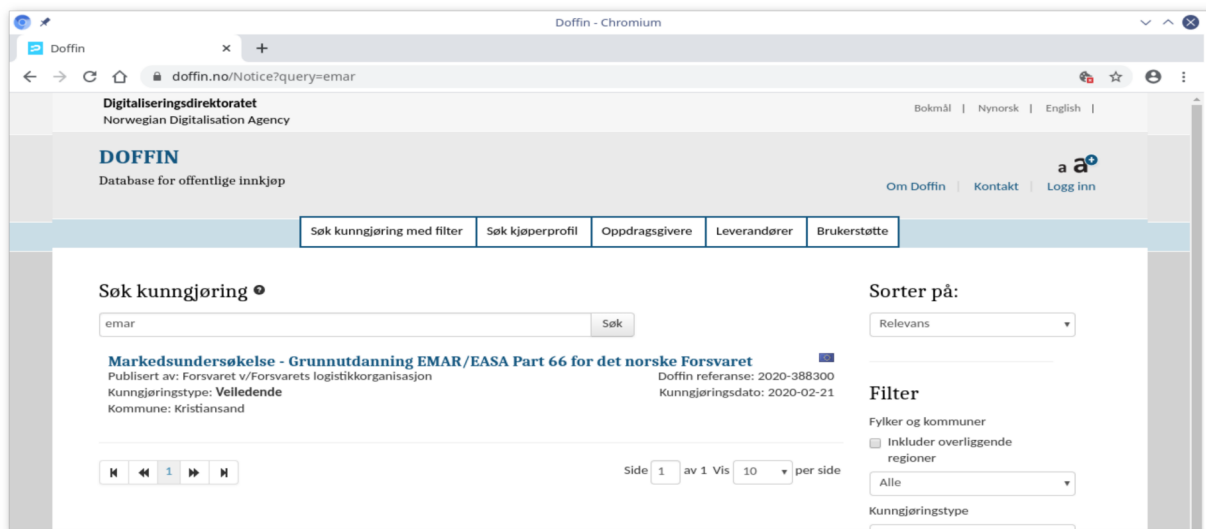 Doffin - Chromium
Doffin
doffin.no/Notice?query=emar
Digitaliseringsdirektoratet
Norwegian Digitalisation Agency
Bokmål | Nynorsk | English |
DOFFIN
Database for offentlige innkjøp
a a
Om Doffin | Kontakt | Logg inn
Søk kunngjøring med filter
Søk kjøperprofil
Oppdragsgivere
Leverandører
Brukerstøtte
Søk kunngjøring
emar
Søk
Markedsundersøkelse - Grunnutdanning EMAR/EASA Part 66 for det norske Forsvaret
Publisert av: Forsvaret v/Forsvarets logistikkorganisasjon
Doffin referanse: 2020-388300
Kunngjøringstype: Veiledende
Kunngjøringsdato: 2020-02-21
Kommune: Kristiansand
1
Side 1 av 1 Vis 10 per side
Sorter på:
Relevans
Filter
Fylker og kommuner
Inkluder overliggende
regioner
Alle
Kunngjøringstype